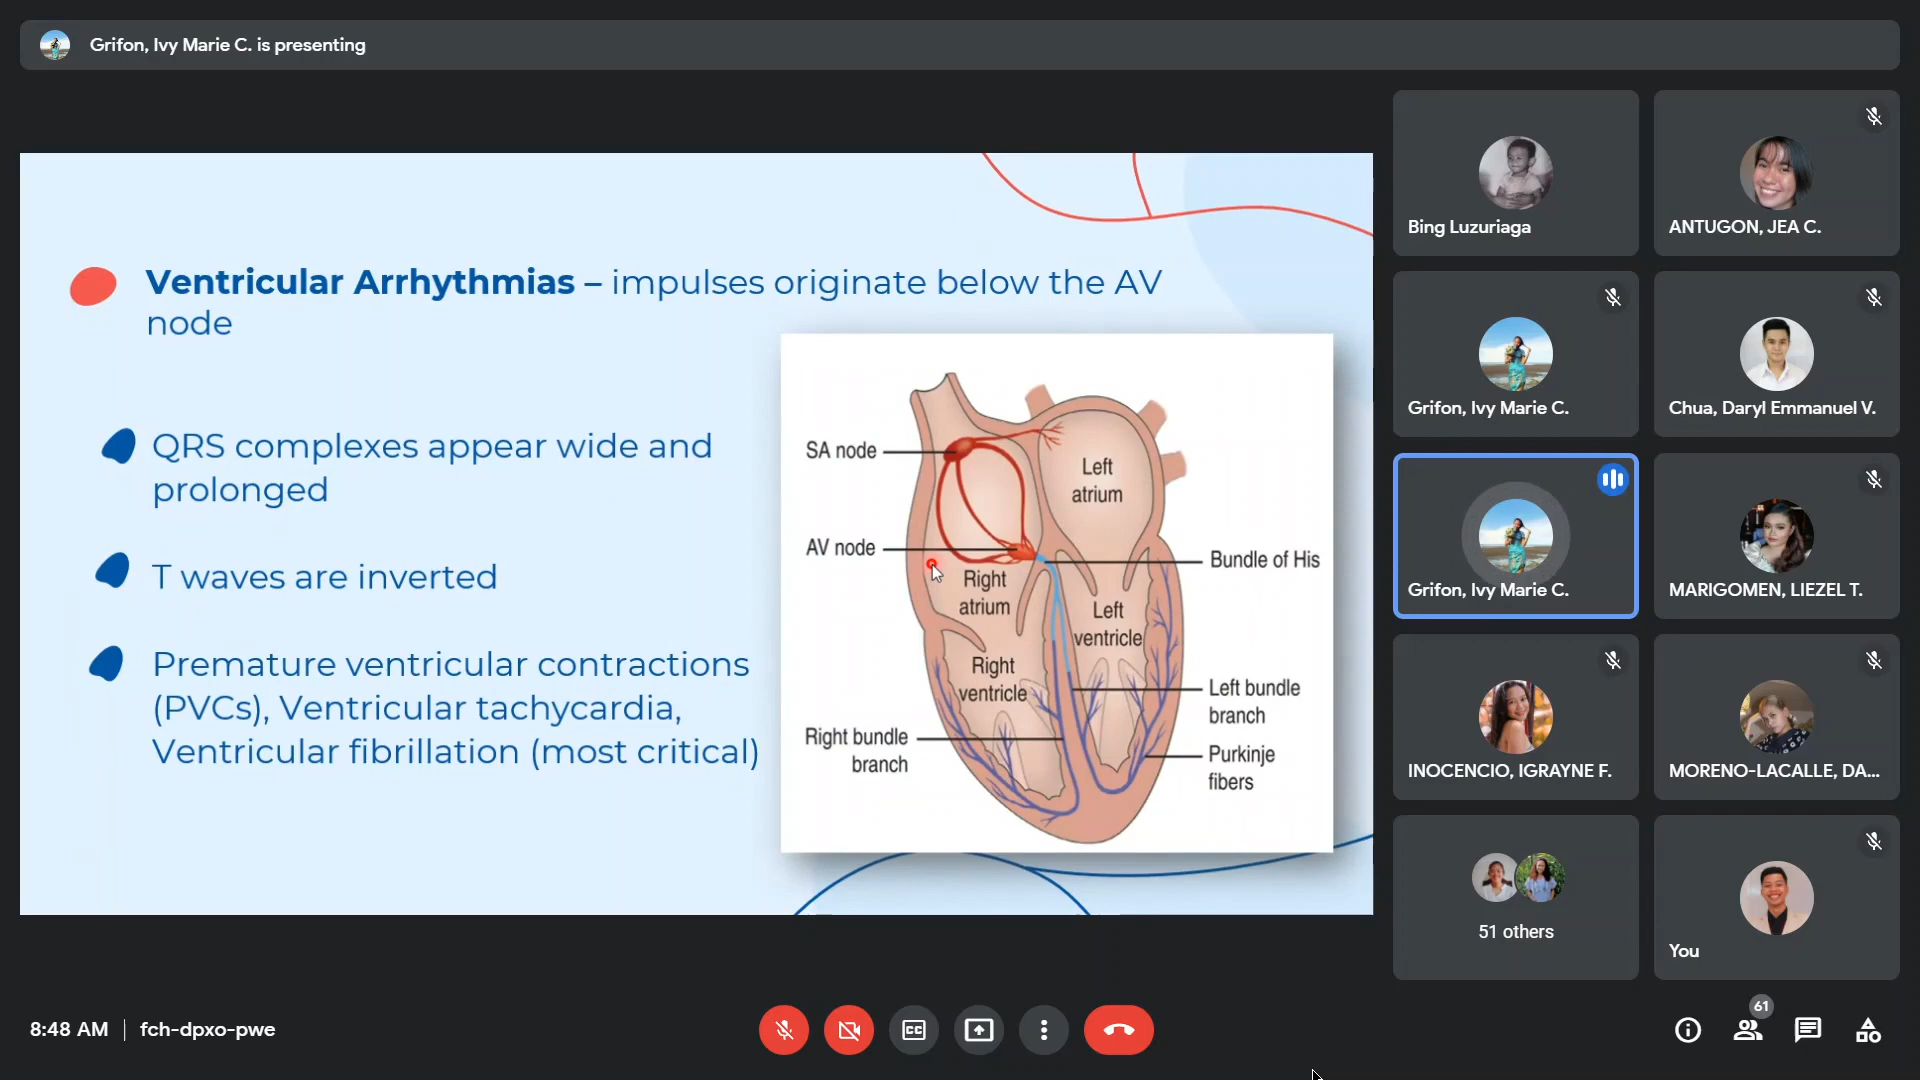 Grifon, Ivy Marie C. is presenting
Ventricular Arrhythmias – impulses originate below the AV
node
QRS complexes appear wide and
prolonged
T waves are inverted
Premature ventricular contractions
(PVCs), Ventricular tachycardia,
Ventricular fibrillation (most critical)
SA node
Left
atrium
AV node
Bundle of His
Right
atrium
Left
ventricle
Right
ventricle
Left bundle
branch
Right bundle
branch
Purkinje
fibers
Bing Luzuriaga
ANTUGON, JEA C.
Grifon, Ivy Marie C.
Chua, Daryl Emmanuel V.
Grifon, Ivy Marie C.
MARIGOMEN, LIEZEL T.
INOCENCIO, IGRAYNE F.
MORENO-LACALLE, DA...
51 others
You
8:48 AM | fch-dpxo-pwe
CC
61